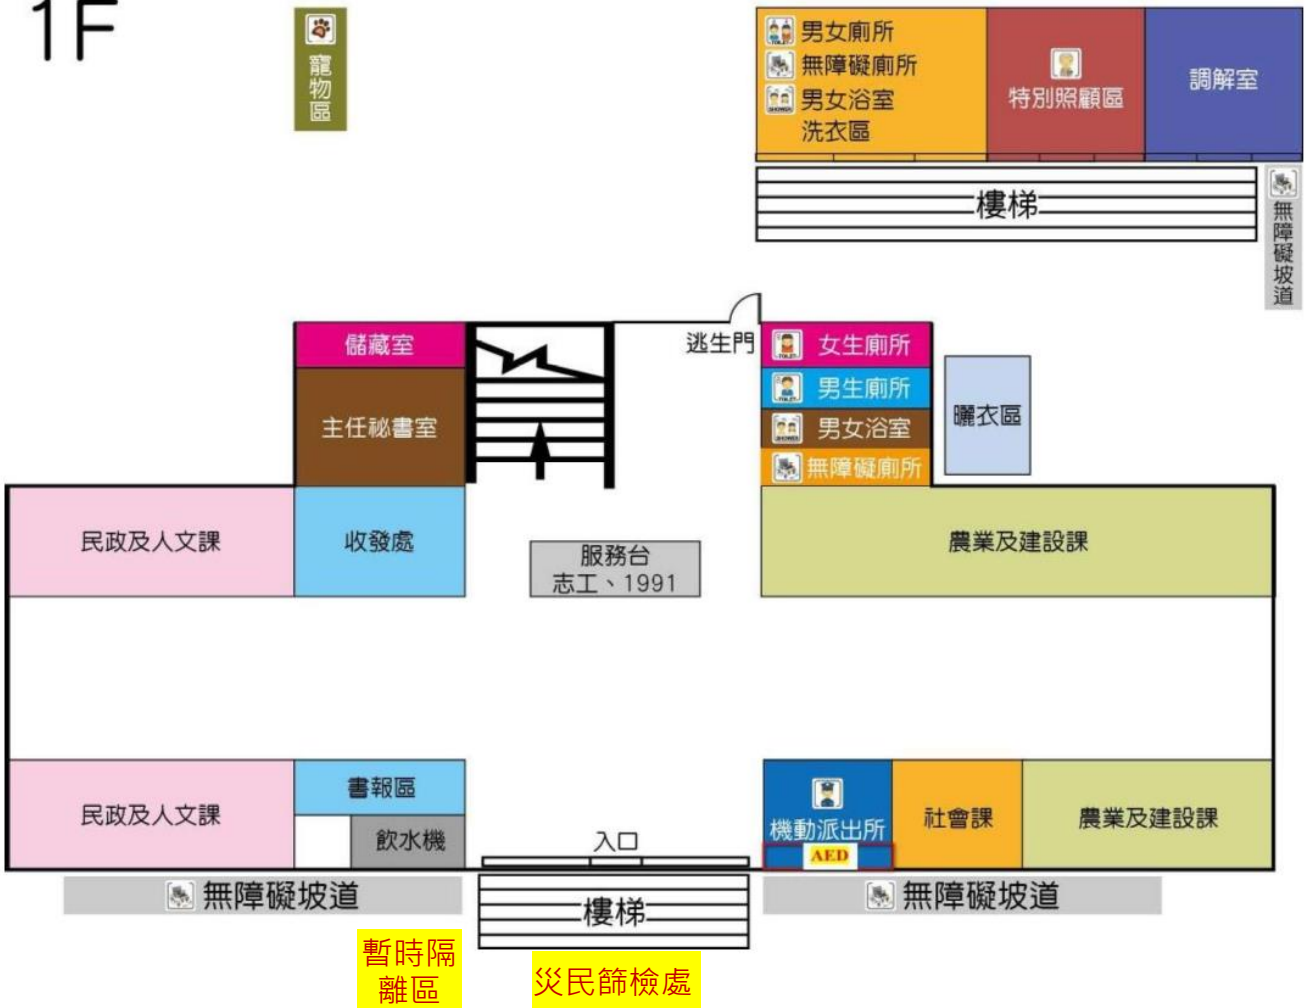 1F
寵物區
男女廁所
無障礙廁所
男女浴室
洗衣區
特別照顧區
調解室
樓梯
無障礙坡道
儲藏室
逃生門
女生廁所
主任祕書室
男生廁所
男女浴室
無障礙廁所
曬衣區
民政及人文課
收發處
服務台
志工、1991
農業及建設課
民政及人文課
書報區
飲水機
入口
機動派出所
AED
社會課
農業及建設課
無障礙坡道
樓梯
無障礙坡道
暫時隔
離區
災民篩檢處